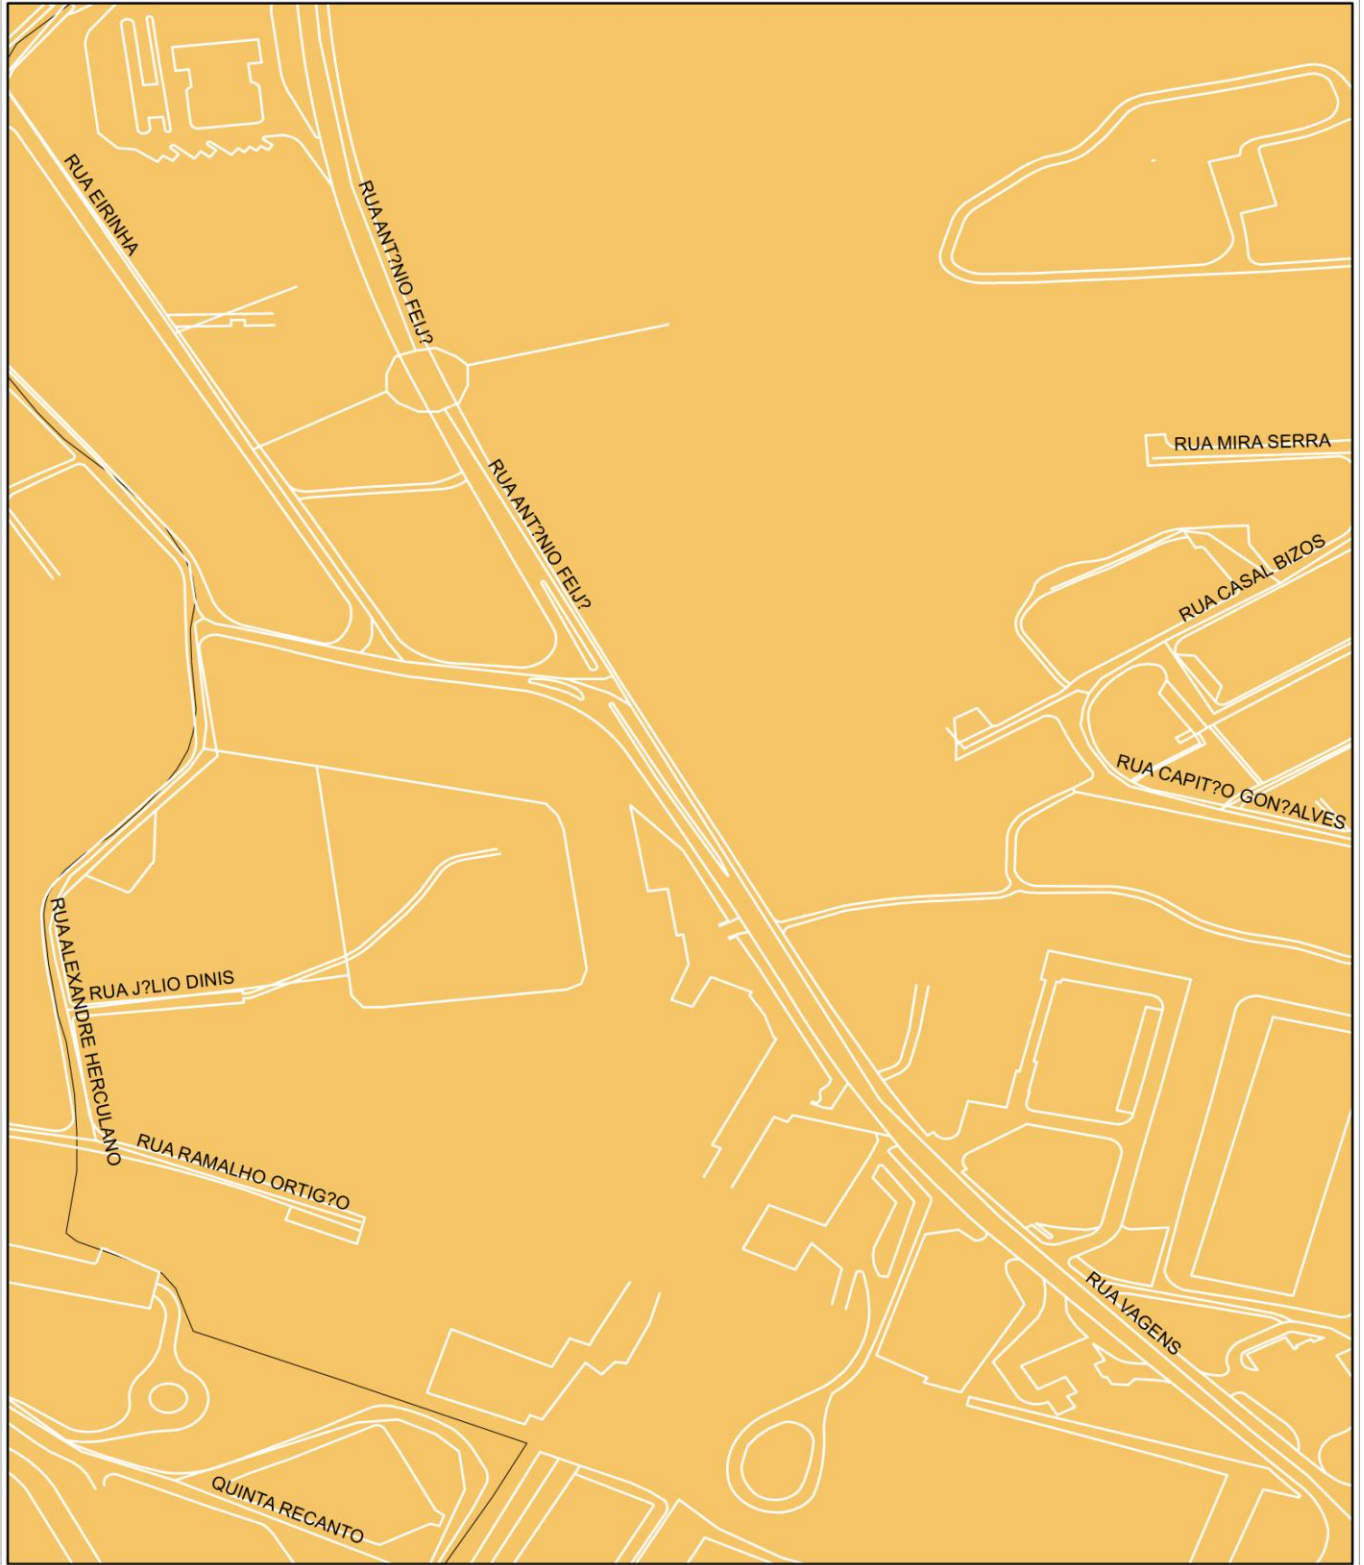 RUA EIRINHA
RUA ANT?NIO FEIJ?
RUA MIRA SERRA
RUA ANT?NIO FEIJ?
RUA CASAL BIZOS
RUA CAPIT?O GON?ALVES
RUA ALEXANDRE HERCULANO
RUA J?LIO DINIS
RUA RAMALHO ORTIG?O
RUA VAGENS
QUINTA RECANTO